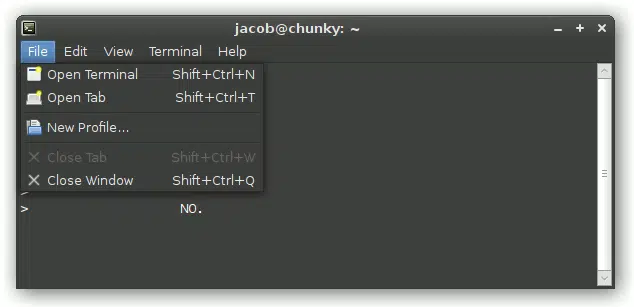 jacob@chunky: ~
File Edit View Terminal Help
Open Terminal Shift+Ctrl+N
Open Tab Shift+Ctrl+T
New Profile...
Close Tab Shift+Ctrl+W
Close Window Shift+Ctrl+Q
> NO.